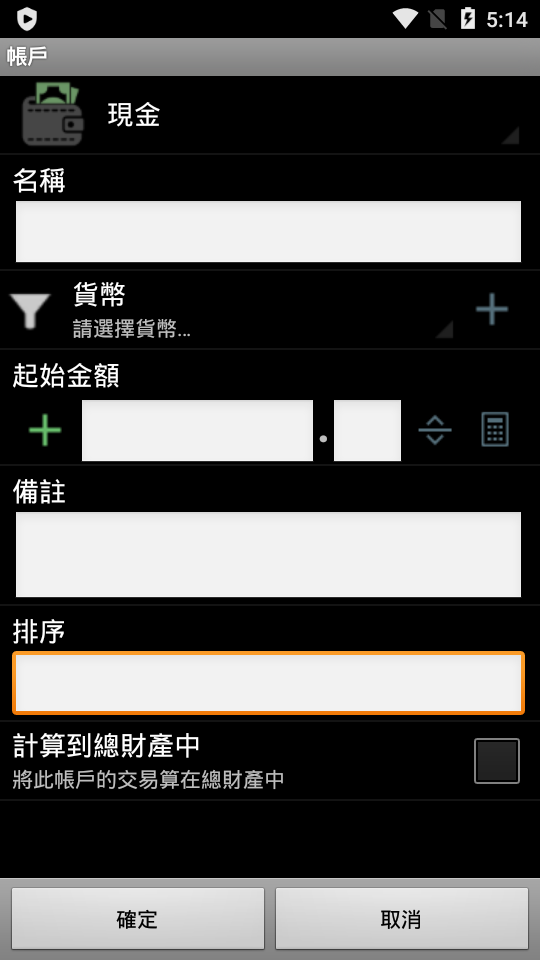 5:14
帳戶
現金
名稱
貨幣
請選擇貨幣...
起始金額
.
備註
排序
計算到總財產中
將此帳戶的交易算在總財產中
確定
取消